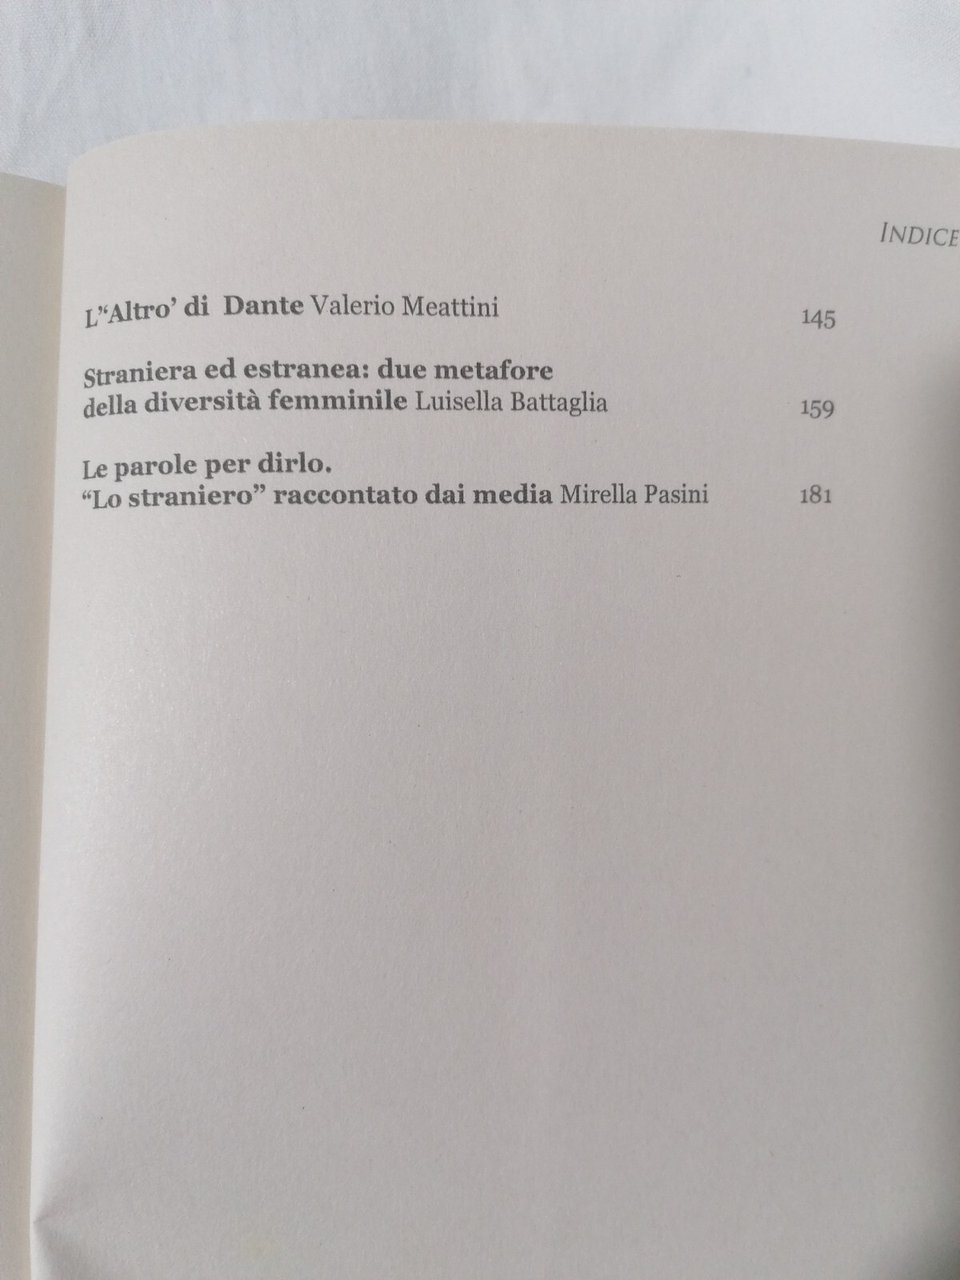 INDICE
L'‘Altro’ di Dante Valerio Meattini 145
Straniera ed estranea: due metafore
della diversità femminile Luisella Battaglia 159
Le parole per dirlo.
“Lo straniero” raccontato dai media Mirella Pasini 181